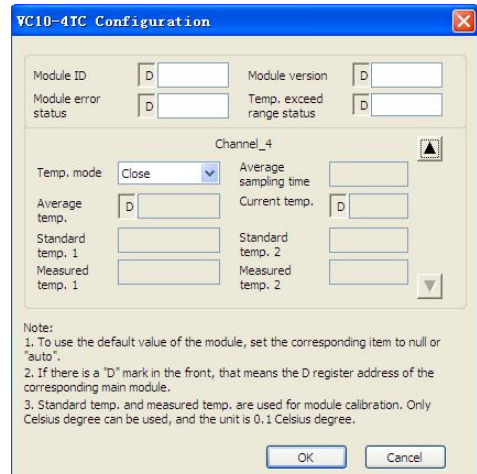 VC10-4TC Configuration
Module ID D Module version D
Module error status D Temp. exceed range status D
Channel_4
Temp. mode Close Average sampling time
Average temp. D Current temp. D
Standard temp. 1 Standard temp. 2
Measured temp. 1 Measured temp. 2
Note:
1. To use the default value of the module, set the corresponding item to null or
"auto".
2. If there is a "D" mark in the front, that means the D register address of the
corresponding main module.
3. Standard temp. and measured temp. are used for module calibration. Only
Celsius degree can be used, and the unit is 0.1 Celsius degree.
OK Cancel